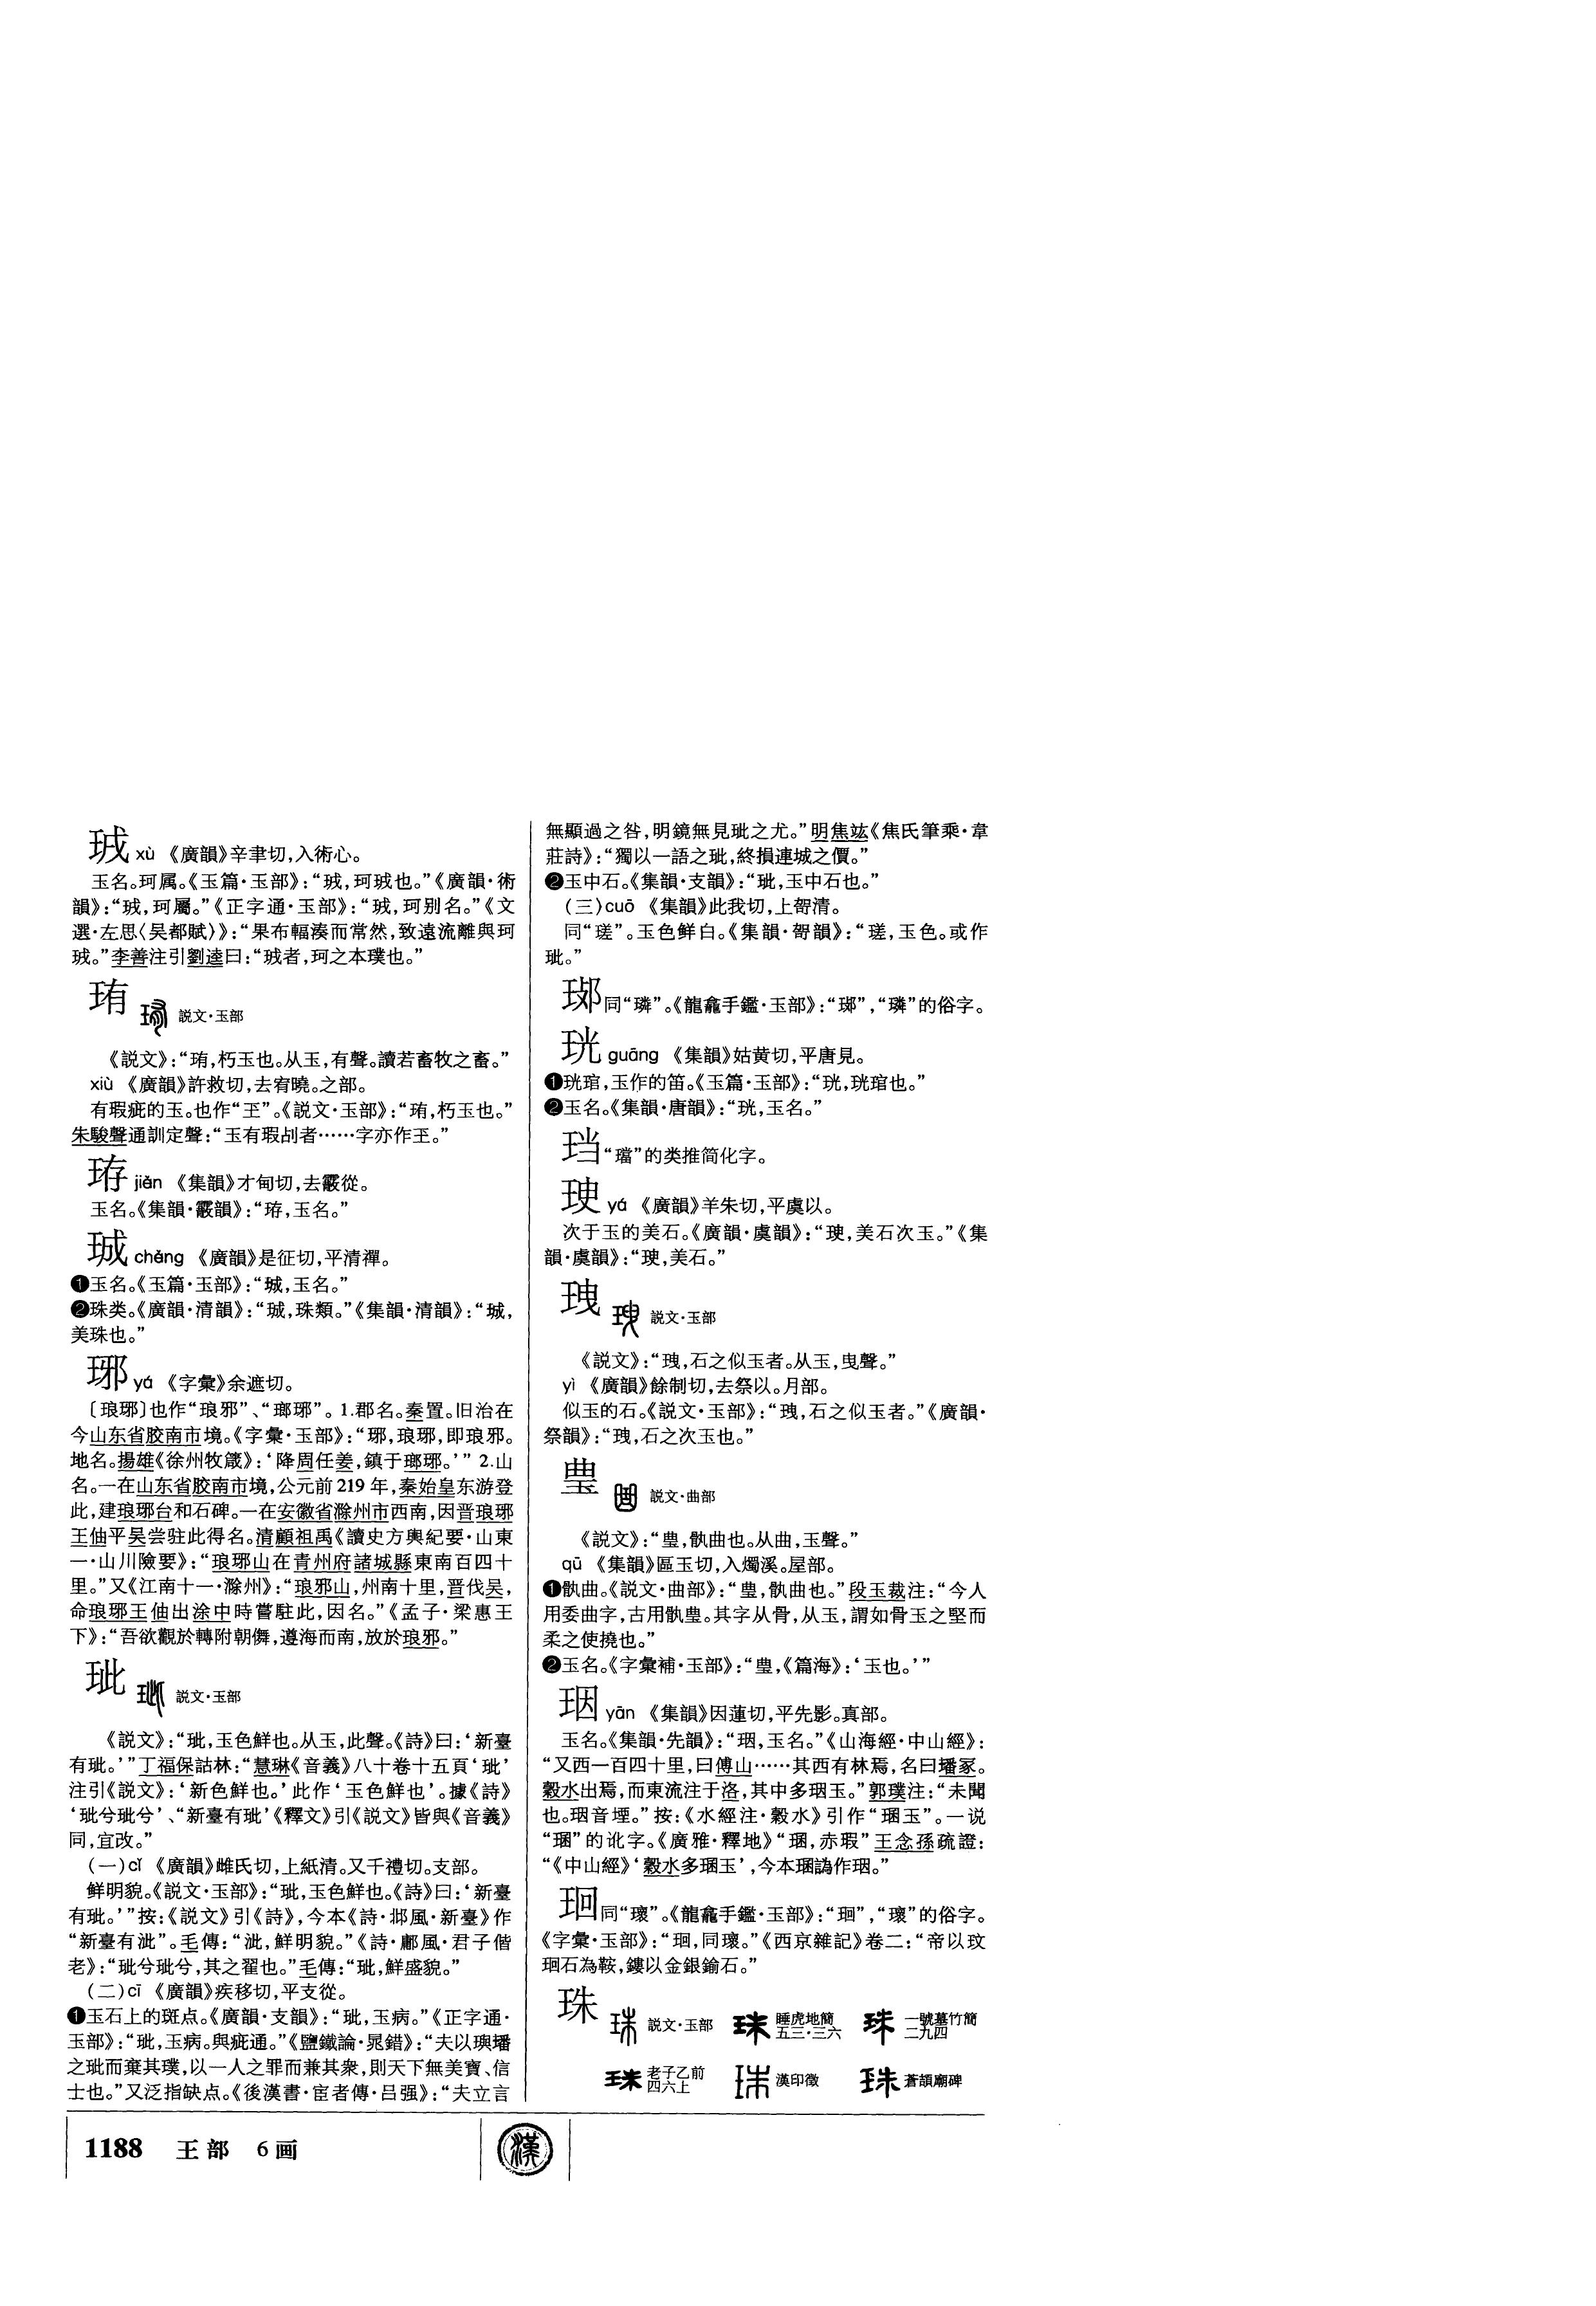 珬 xù 《廣韻》辛聿切，入術心。
玉名。珂属。《玉篇·玉部》：“珬，珂珬也。”《廣韻·術
韻》：“珬，珂屬。”《正字通·玉部》：“珬，珂别名。”《文
選·左思〈吴都賦〉》：“果布輻湊而常然，致遠流離與珂
珬。”李善注引劉逵曰：“珬者，珂之本璞也。”
珛 説文·玉部
《説文》：“珛，朽玉也。从玉，有聲。讀若畜牧之畜。”
xiù 《廣韻》許救切，去宥曉。之部。
有瑕疵的玉。也作“玊”。《説文·玉部》：“珛，朽玉也。”
朱駿聲通訓定聲：“玉有瑕刮者……字亦作玊。”
珔 jiǎn 《集韻》才甸切，去霰從。
玉名。《集韻·霰韻》：“珔，玉名。”
珹 chéng 《廣韻》是征切，平清禪。
❶玉名。《玉篇·玉部》：“珹，玉名。”
❷珠类。《廣韻·清韻》：“珹，珠類。”《集韻·清韻》：“珹，
美珠也。”
琊 yá 《字彙》余遮切。
〔琅琊〕也作“琅邪”、“瑯琊”。1.郡名。秦置。旧治在
今山东省胶南市境。《字彙·玉部》：“琊，琅琊，即琅邪。
地名。揚雄《徐州牧箴》：‘降周任姜，鎮于瑯琊。’”2.山
名。一在山东省胶南市境，公元前219年，秦始皇东游登
此，建琅琊台和石碑。一在安徽省滁州市西南，因晋琅琊
王伷平吴尝驻此得名。清顧祖禹《讀史方輿紀要·山東
一·山川險要》：“琅琊山在青州府諸城縣東南百四十
里。”又《江南十一·滁州》：“琅邪山，州南十里，晋伐吴，
命琅琊王伷出涂中時嘗駐此，因名。”《孟子·梁惠王
下》：“吾欲觀於轉附朝儛，遵海而南，放於琅邪。”
玼 説文·玉部
《説文》：“玼，玉色鮮也。从玉，此聲。《詩》曰：‘新臺
有玼。’”丁福保詁林：“慧琳《音義》八十卷十五頁‘玼’
注引《説文》：‘新色鮮也。’此作‘玉色鮮也’。據《詩》
‘玼兮玼兮’、“新臺有玼’《釋文》引《説文》皆與《音義》
同，宜改。”
（一）cǐ 《廣韻》雌氏切，上紙清。又千禮切。支部。
鲜明貌。《説文·玉部》：“玼，玉色鮮也。《詩》曰：‘新臺
有玼。’”按：《説文》引《詩》，今本《詩·邶風·新臺》作
“新臺有泚”。毛傳：“泚，鮮明貌。”《詩·鄘風·君子偕
老》：“玼兮玼兮，其之翟也。”毛傳：“玼，鮮盛貌。”
（二）cī 《廣韻》疾移切，平支從。
❶玉石上的斑点。《廣韻·支韻》：“玼，玉病。”《正字通·
玉部》：“玼，玉病。與疵通。”《鹽鐵論·晁錯》：“夫以璵璠
之玼而棄其璞，以一人之罪而兼其衆，則天下無美寶、信
士也。”又泛指缺点。《後漢書·宦者傳·吕强》：“夫立言
無顯過之咎，明鏡無見玼之尤。”明焦竑《焦氏筆乘·韋
莊詩》：“獨以一語之玼，終損連城之價。”
❷玉中石。《集韻·支韻》：“玼，玉中石也。”
（三）cuō 《集韻》此我切，上哿清。
同“瑳”。玉色鲜白。《集韻·哿韻》：“瑳，玉色。或作
玼。”
同“璘”。《龍龕手鑑·玉部》：“”，“璘”的俗字。
珖 guāng 《集韻》姑黄切，平唐見。
❶珖琯，玉作的笛。《玉篇·玉部》：“珖，珖琯也。”
❷玉名。《集韻·唐韻》：“珖，玉名。”
珰“璫”的类推简化字。
yú 《廣韻》羊朱切，平虞以。
次于玉的美石。《廣韻·虞韻》：“，美石次玉。”《集
韻·虞韻》：“，美石。”
㺿 説文·玉部
《説文》：“，石之似玉者。从玉，曳聲。”
yì 《廣韻》餘制切，去祭以。月部。
似玉的石。《説文·玉部》：“，石之似玉者。”《廣韻·
祭韻》：“，石之次玉也。”
説文·曲部
《説文》：“，骫曲也。从曲，玉聲。”
qū 《集韻》區玉切，入燭溪。屋部。
❶骫曲。《説文·曲部》：“，骫曲也。”段玉裁注：“今人
用委曲字，古用骫。其字从骨，从玉，謂如骨玉之堅而
柔之使撓也。”
❷玉名。《字彙補·玉部》：“，《篇海》：‘玉也。’”
珚 yān 《集韻》因蓮切，平先影。真部。
玉名。《集韻·先韻》：“珚，玉名。”《山海經·中山經》：
“又西一百四十里，曰傅山……其西有林焉，名曰墦冢。
穀水出焉，而東流注于洛，其中多珚玉。”郭璞注：“未聞
也。珚音堙。”按：《水經注·穀水》引作“琘玉”。一说
“琘”的讹字。《廣雅·釋地》“琘，赤瑕”王念孫疏證：
“《中山經》‘穀水多琘玉’，今本琘譌作珚。”
同“瓌”。《龍龕手鑑·玉部》：“”，“瓌”的俗字。
《字彙·玉部》：“，同瓌。”《西京雜記》卷二：“帝以玟
石為鞍，鏤以金銀鍮石。”
珠 説文·玉部 睡虎地簡五三·三六 一號墓竹簡二九四
老子乙前四六上 漢印徵 蒼頡廟碑
1188 王部 6画
漢